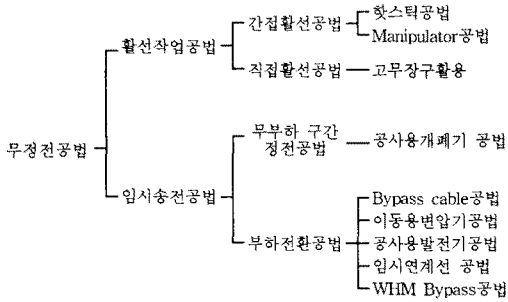 핫스틱공법
간접활선공법
Manipulator공법
활선작업공법
직접활선공법
고무장구활용
무정전공법
무부하 구간
정전공법
공사용개폐기 공법
임시송전공법
Bypass cable공법
이동용변압기공법
부하전환공법
공사용발전기공법
임시연계선 공법
WHM Bypass공법